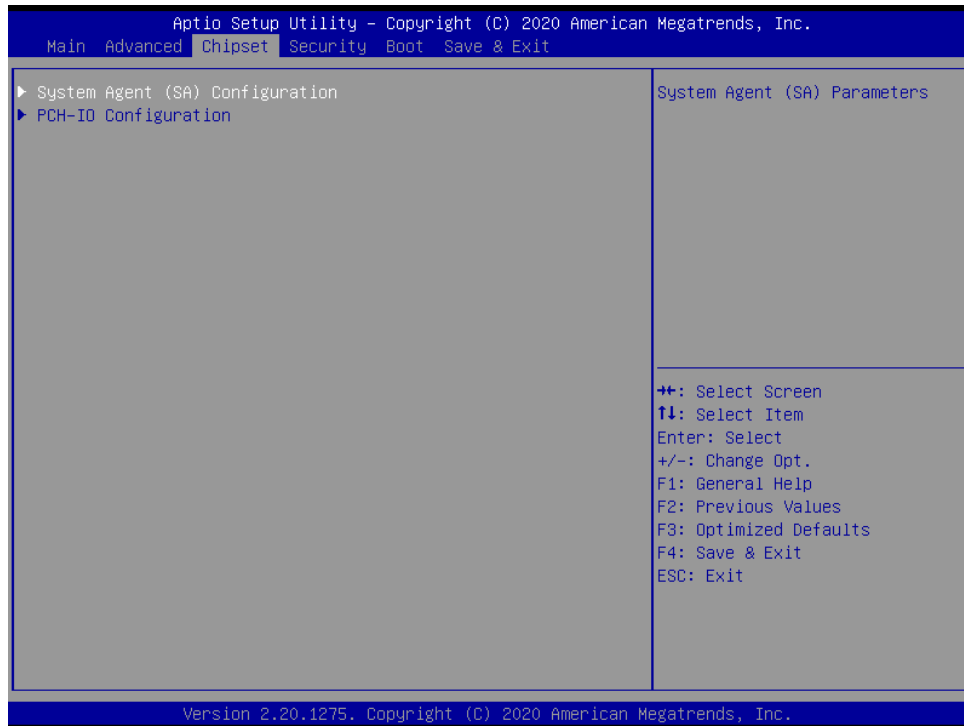 Aptio Setup Utility – Copyright (C) 2020 American Megatrends, Inc.
Main Advanced Chipset Security Boot Save & Exit
▶ System Agent (SA) Configuration
▶ PCH-IO Configuration
System Agent (SA) Parameters
→←: Select Screen
↑↓: Select Item
Enter: Select
+/-: Change Opt.
F1: General Help
F2: Previous Values
F3: Optimized Defaults
F4: Save & Exit
ESC: Exit
Version 2.20.1275. Copyright (C) 2020 American Megatrends, Inc.